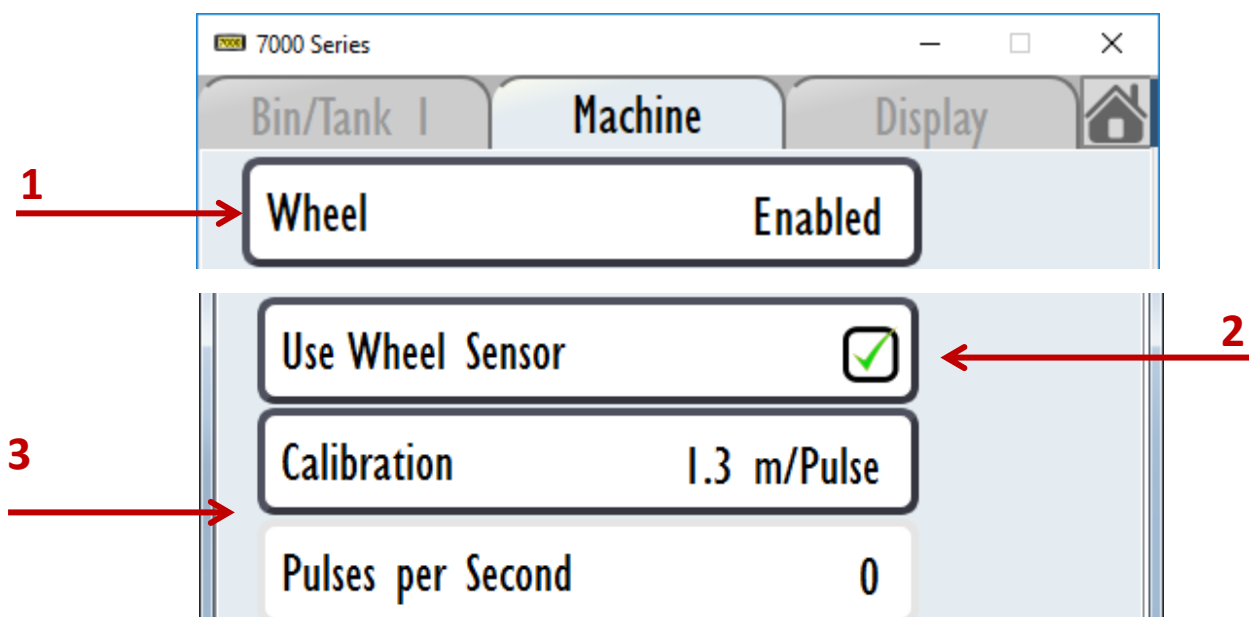 7000 7000 Series
Bin/Tank 1 Machine Display
1
Wheel Enabled
Use Wheel Sensor
2
3
Calibration 1.3 m/Pulse
Pulses per Second 0